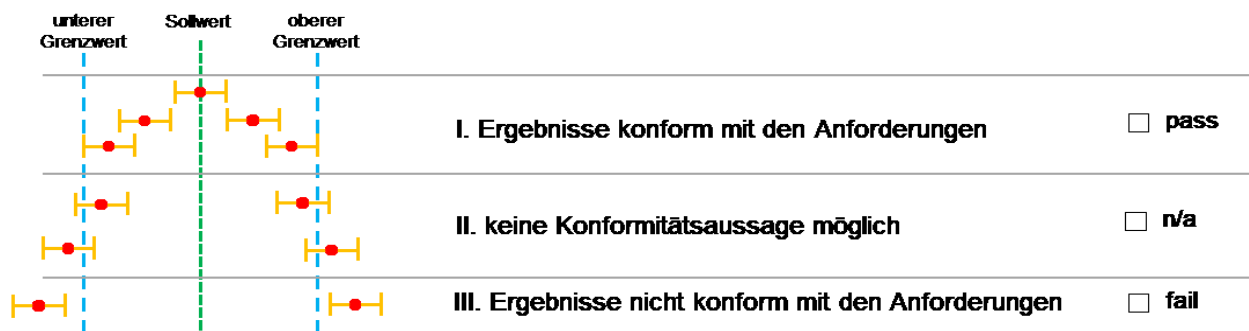 unterer Grenzwert
Sollwert
oberer Grenzwert
I. Ergebnisse konform mit den Anforderungen
pass
II. keine Konformitätsaussage möglich
n/a
III. Ergebnisse nicht konform mit den Anforderungen
fail